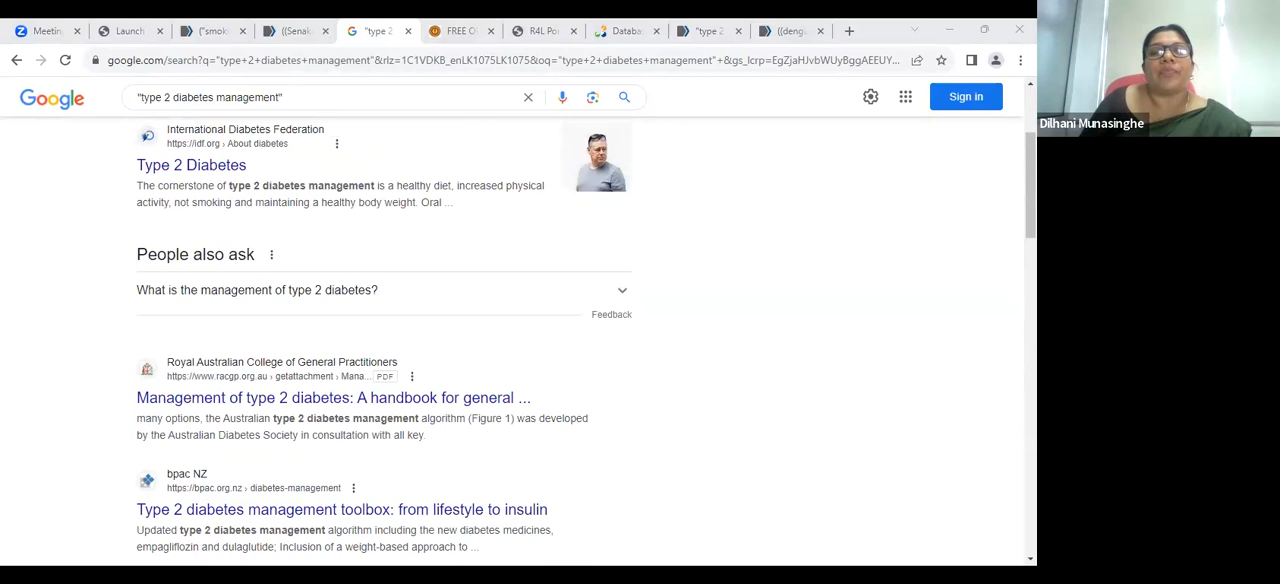 Meetin
Launch
("smok
((Senak
"type 2
FREE O
R4L Po
Databa
"type 2
((deng
google.com/search?q="type+2+diabetes+management"&rlz=1C1VDKB_enLK1075LK1075&oq="type+2+diabetes+management"+&gs_lcrp=EgZjaHJvbWUyBggAEEUY...
Google
"type 2 diabetes management"
Sign in
Dilhani Munasinghe
International Diabetes Federation
https://idf.org › About diabetes
Type 2 Diabetes
The cornerstone of type 2 diabetes management is a healthy diet, increased physical
activity, not smoking and maintaining a healthy body weight. Oral ...
People also ask
What is the management of type 2 diabetes?
Feedback
Royal Australian College of General Practitioners
https://www.racgp.org.au › getattachment › Mana... PDF
Management of type 2 diabetes: A handbook for general ...
many options, the Australian type 2 diabetes management algorithm (Figure 1) was developed
by the Australian Diabetes Society in consultation with all key.
bpac NZ
https://bpac.org.nz › diabetes-management
Type 2 diabetes management toolbox: from lifestyle to insulin
Updated type 2 diabetes management algorithm including the new diabetes medicines,
empagliflozin and dulaglutide; Inclusion of a weight-based approach to ...